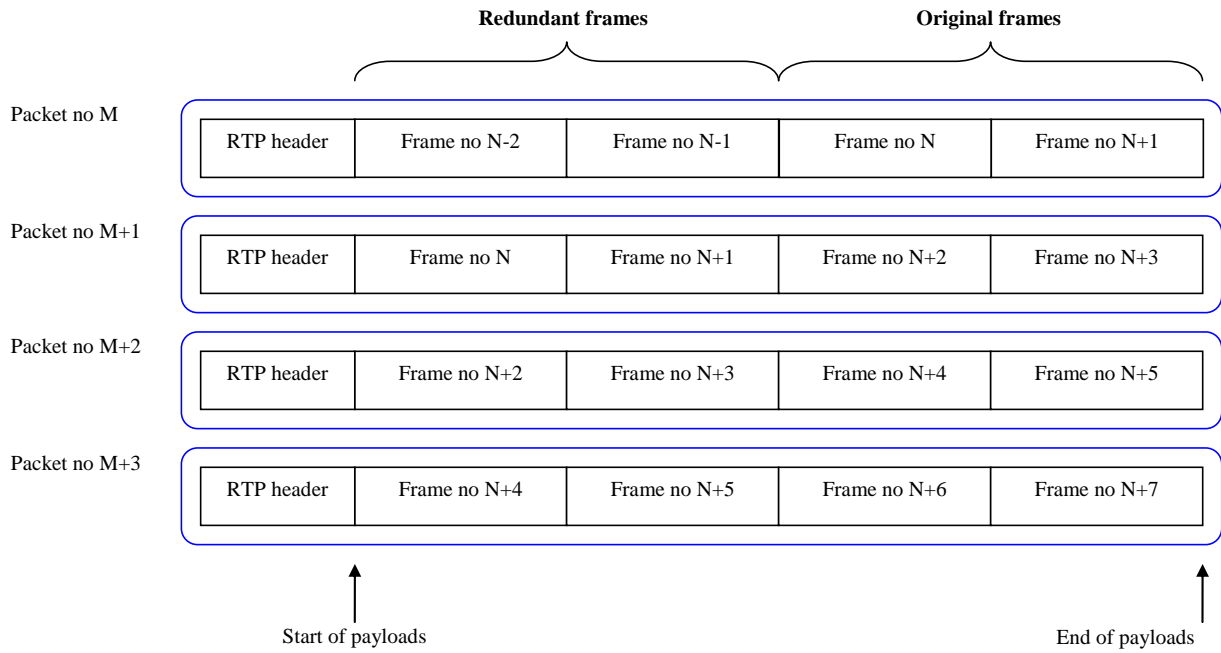 Redundant frames Original frames
Packet no M
RTP header Frame no N-2 Frame no N-1 Frame no N Frame no N+1
Packet no M+1
RTP header Frame no N Frame no N+1 Frame no N+2 Frame no N+3
Packet no M+2
RTP header Frame no N+2 Frame no N+3 Frame no N+4 Frame no N+5
Packet no M+3
RTP header Frame no N+4 Frame no N+5 Frame no N+6 Frame no N+7
Start of payloads End of payloads